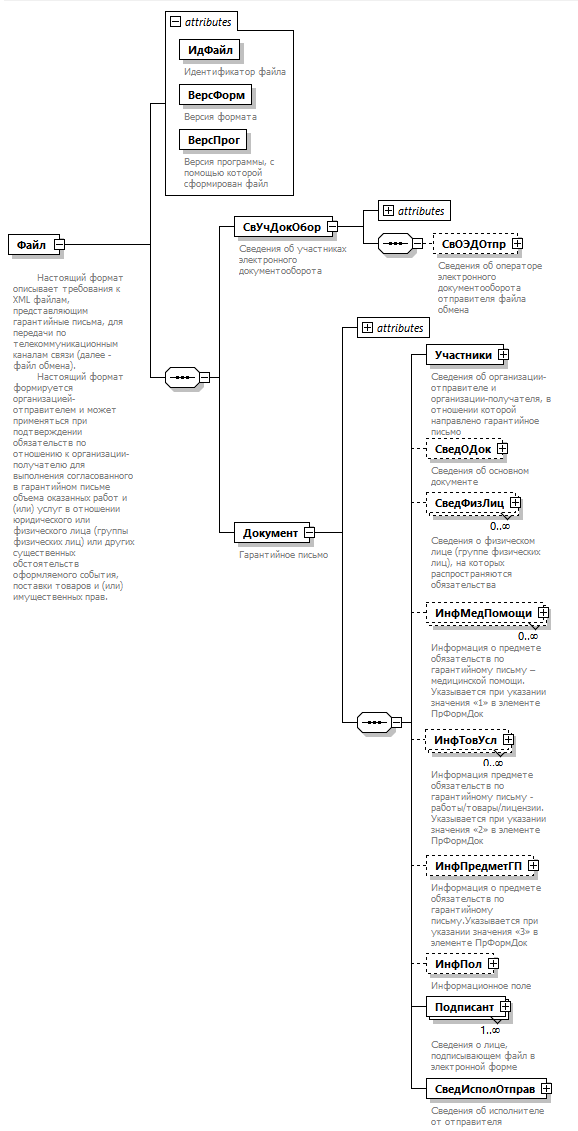 attributes
ИдФайл
Идентификатор файла
ВерсФорм
Версия формата
ВерсПрог
Версия программы, с
помощью которой
сформирован файл
Файл
Настоящий формат
описывает требования к
XML файлам,
представляющим
гарантийные письма, для
передачи по
телекоммуникационным
каналам связи (далее -
файл обмена).
Настоящий формат
формируется
организацией-
отправителем и может
применяться при
подтверждении
обязательств по
отношению к организации-
получателю для
выполнения согласованного
в гарантийном письме
объема оказанных работ и
(или) услуг в отношении
юридического или
физического лица (группы
физических лиц) или других
существенных
обстоятельств
оформляемого события,
поставки товаров и (или)
имущественных прав.
СвУчДокОбор
Сведения об участниках
электронного
документооборота
attributes
СвОЭДОтпр
Сведения об операторе
электронного
документооборота
отправителя файла
обмена
Документ
Гарантийное письмо
attributes
Участники
Сведения об организации-
отправителе и
организации-получателя, в
отношении которой
направлено гарантийное
письмо
СведОДок
Сведения об основном
документе
СведФизЛиц
0..∞
Сведения о физическом
лице (группе физических
лиц), на которых
распространяются
обязательства
ИнфМедПомощи
0..∞
Информация о предмете
обязательств по
гарантийному письму –
медицинской помощи.
Указывается при указании
значения «1» в элементе
ПрФормДок
ИнфТовУсл
0..∞
Информация предмете
обязательств по
гарантийному письму -
работы/товары/лицензии.
Указывается при указании
значения «2» в элементе
ПрФормДок
ИнфПредметГП
Информация о предмете
обязательств по
гарантийному
письму.Указывается при
указании значения «3» в
элементе ПрФормДок
ИнфПол
Информационное поле
Подписант
1..∞
Сведения о лице,
подписывающем файл в
электронной форме
СведИсполОтправ
Сведения об исполнителе
от отправителя